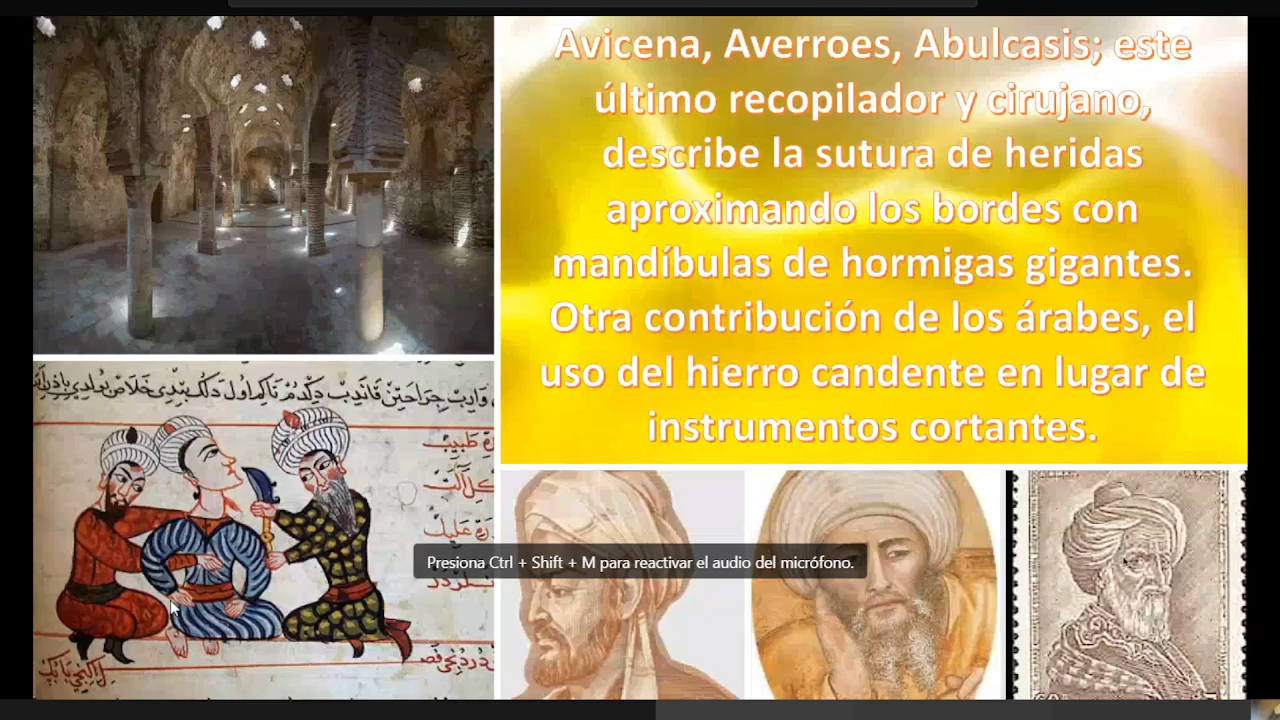 Avicena, Averroes, Abulcasis; este
último recopilador y cirujano,
describe la sutura de heridas
aproximando los bordes con
mandíbulas de hormigas gigantes.
Otra contribución de los árabes, el
uso del hierro candente en lugar de
instrumentos cortantes.
Presiona Ctrl + Shift + M para reactivar el audio del micrófono.